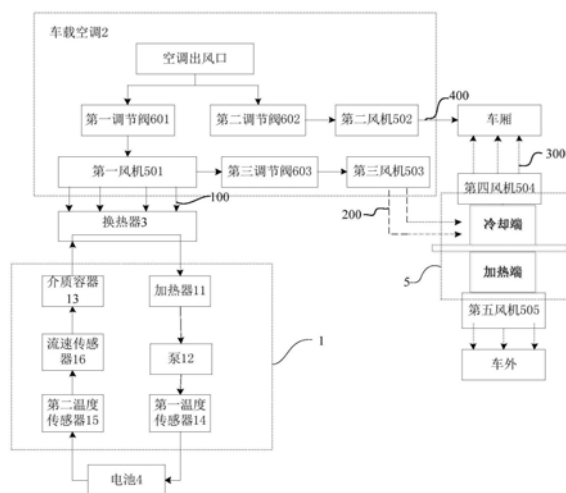 车载空调2
空调出风口
400
第一调节阀601
第二调节阀602
第二风机502
车厢
300
第一风机501
第三调节阀603
第三风机503
第四风机504
100
200
换热器3
冷却端
5
加热端
介质容器
13
加热器11
第五风机505
流速传感
器16
泵12
1
车外
第二温度
传感器15
第一温度
传感器14
电池4